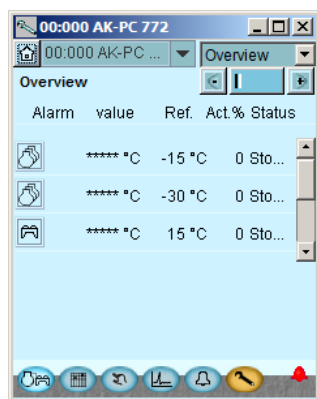 00:000 AK-PC 772
00:000 AK-PC ... Overview
Overview
Alarm value Ref. Act.% Status
***** °C -15 °C 0 Sto...
***** °C -30 °C 0 Sto...
***** °C 15 °C 0 Sto...